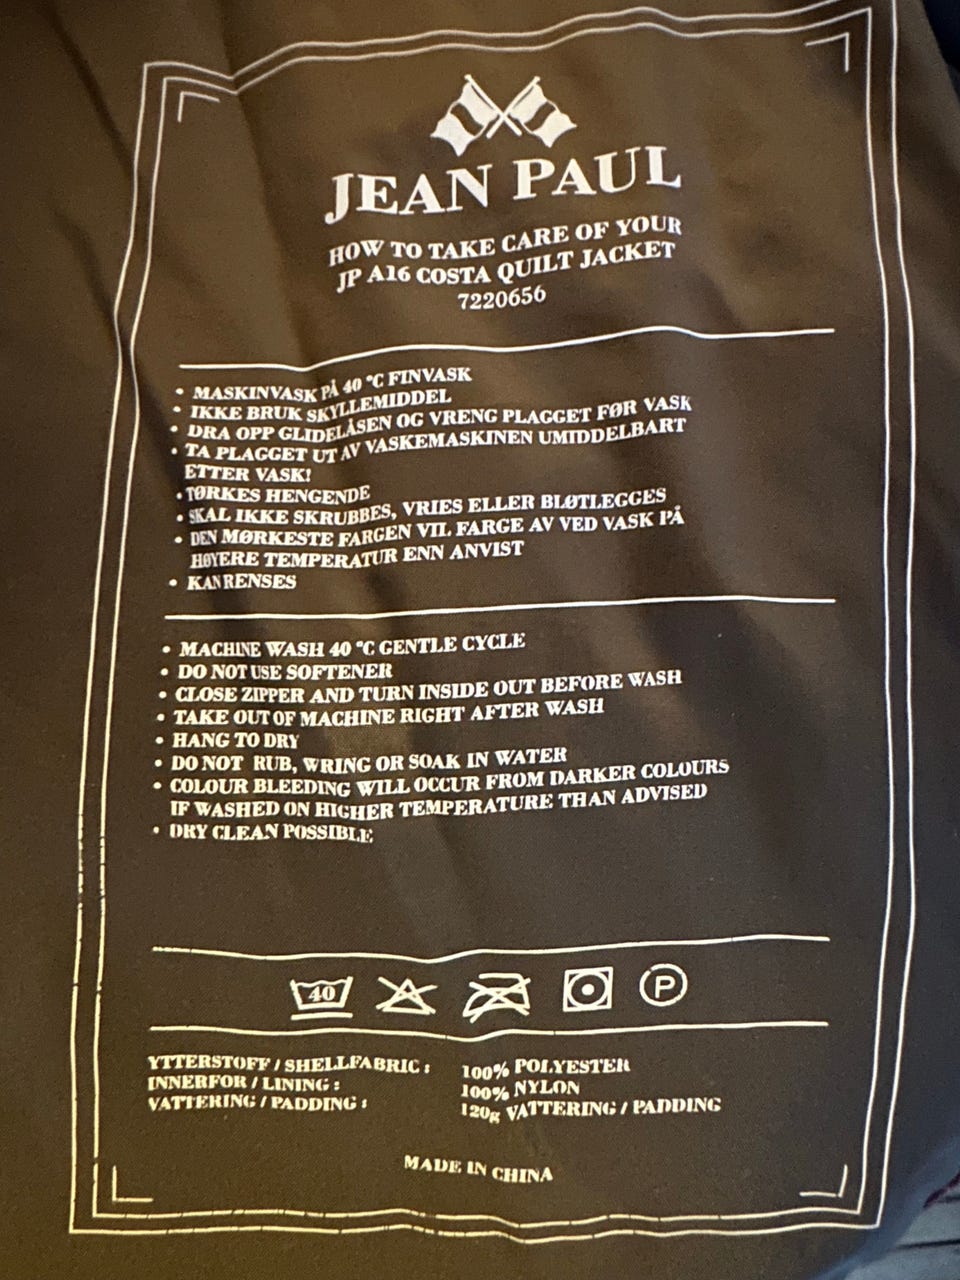 JEAN PAUL
HOW TO TAKE CARE OF YOUR
JP A16 COSTA QUILT JACKET
7220656
• MASKINVASK PÅ 40 °C FINVASK
• IKKE BRUK SKYLLEMIDDEL
• DRA OPP GLIDELÅSEN OG VRENG PLAGGET FØR VASK
• TA PLAGGET UT AV VASKEMASKINEN UMIDDELBART
ETTER VASK!
• TØRKES HENGENDE
• SKAL IKKE SKRUBBES, VRIES ELLER BLØTLEGGES
• DEN MØRKESTE FARGEN VIL FARGE AV VED VASK PÅ
HØYERE TEMPERATUR ENN ANVIST
• KAN RENSES
• MACHINE WASH 40 °C GENTLE CYCLE
• DO NOT USE SOFTENER
• CLOSE ZIPPER AND TURN INSIDE OUT BEFORE WASH
• TAKE OUT OF MACHINE RIGHT AFTER WASH
• HANG TO DRY
• DO NOT RUB, WRING OR SOAK IN WATER
• COLOUR BLEEDING WILL OCCUR FROM DARKER COLOURS
IF WASHED ON HIGHER TEMPERATURE THAN ADVISED
• DRY CLEAN POSSIBLE
40 P
YTTERSTOFF / SHELLFABRIC : 100% POLYESTER
INNERFOR / LINING : 100% NYLON
VATTERING / PADDING : 120g VATTERING / PADDING
MADE IN CHINA